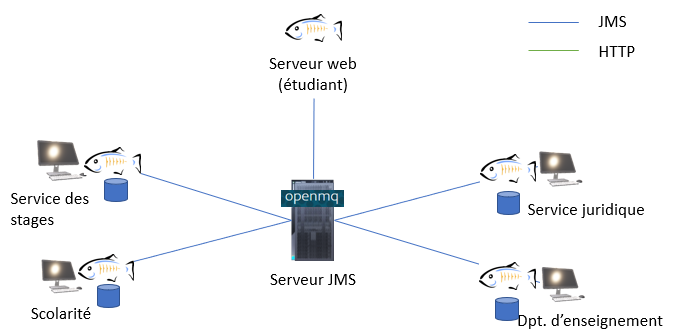 JMS
HTTP
Serveur web
(étudiant)
Service des
stages
openmq
Service juridique
Serveur JMS
Scolarité
Dpt. d’enseignement